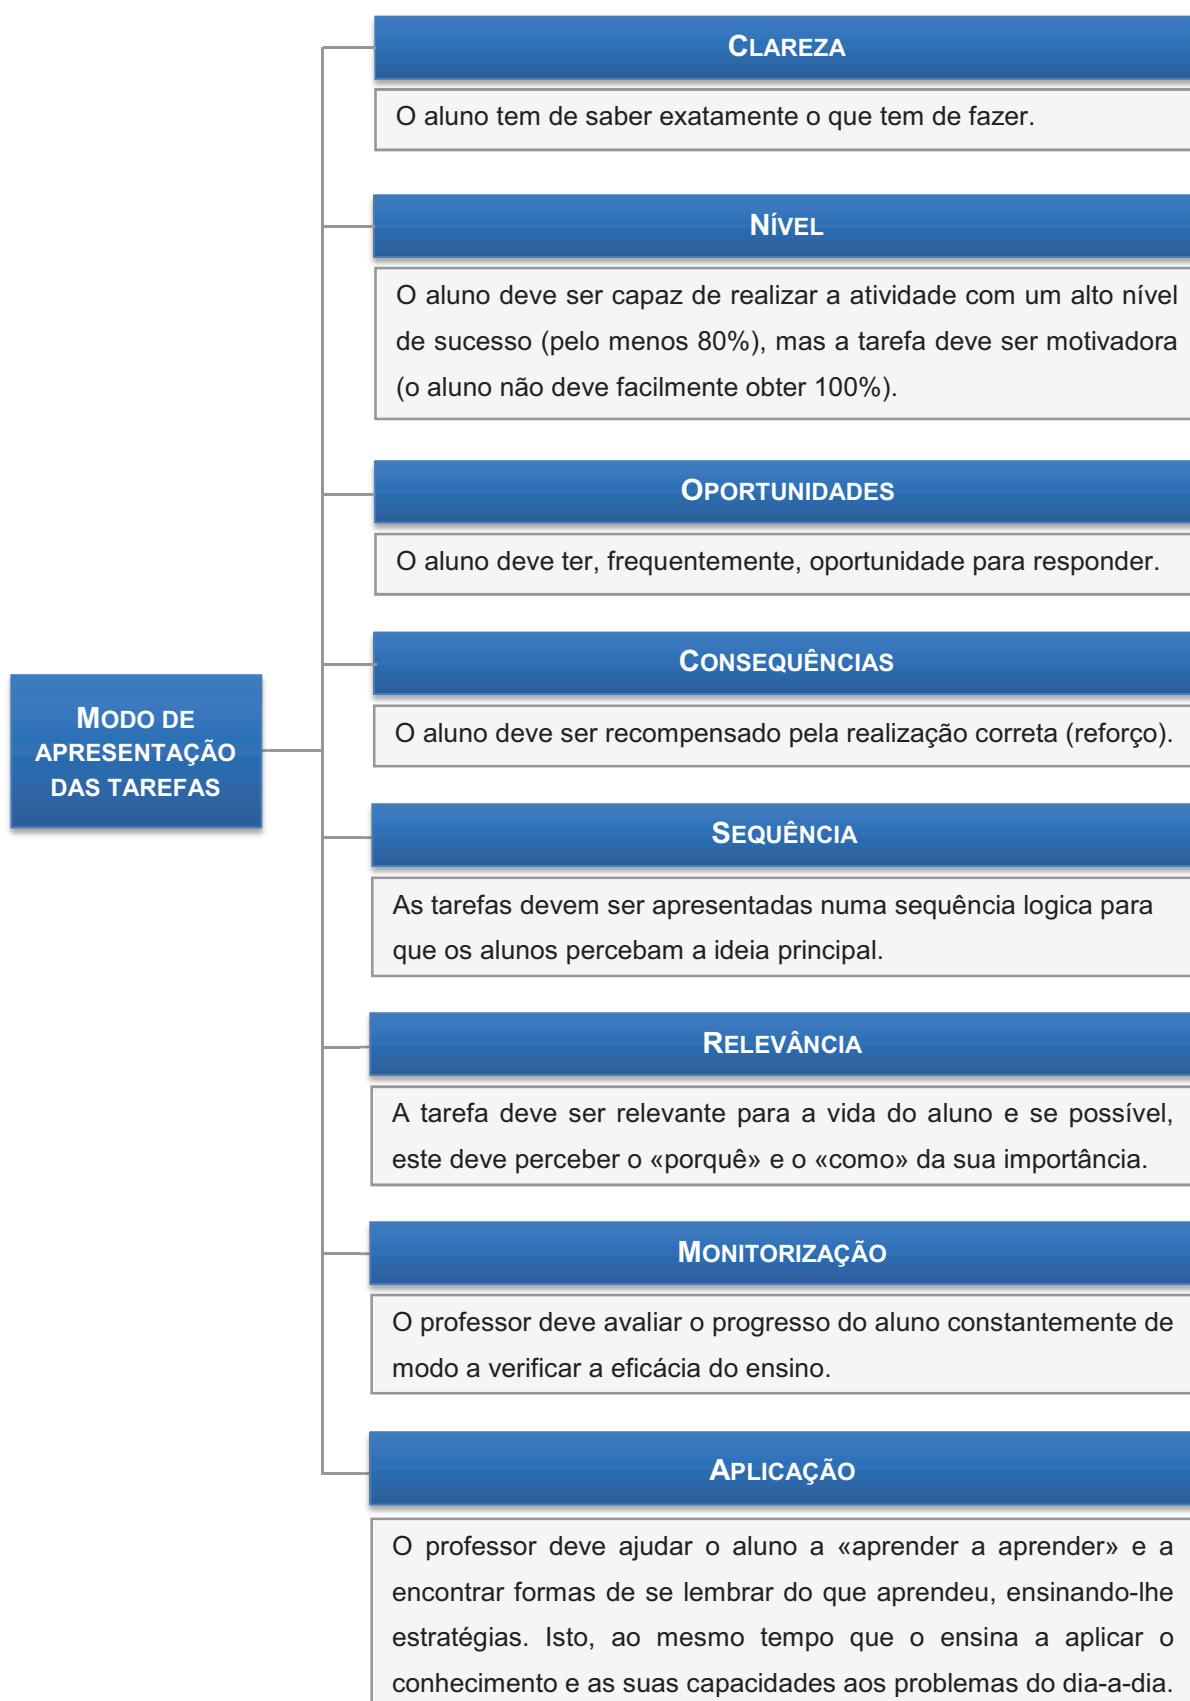 CLAREZA
O aluno tem de saber exatamente o que tem de fazer.
NÍVEL
O aluno deve ser capaz de realizar a atividade com um alto nível
de sucesso (pelo menos 80%), mas a tarefa deve ser motivadora
(o aluno não deve facilmente obter 100%).
OPORTUNIDADES
O aluno deve ter, frequentemente, oportunidade para responder.
CONSEQUÊNCIAS
O aluno deve ser recompensado pela realização correta (reforço).
MODO DE
APRESENTAÇÃO
DAS TAREFAS
SEQUÊNCIA
As tarefas devem ser apresentadas numa sequência logica para
que os alunos percebam a ideia principal.
RELEVÂNCIA
A tarefa deve ser relevante para a vida do aluno e se possível,
este deve perceber o «porquê» e o «como» da sua importância.
MONITORIZAÇÃO
O professor deve avaliar o progresso do aluno constantemente de
modo a verificar a eficácia do ensino.
APLICAÇÃO
O professor deve ajudar o aluno a «aprender a aprender» e a
encontrar formas de se lembrar do que aprendeu, ensinando-lhe
estratégias. Isto, ao mesmo tempo que o ensina a aplicar o
conhecimento e as suas capacidades aos problemas do dia-a-dia.